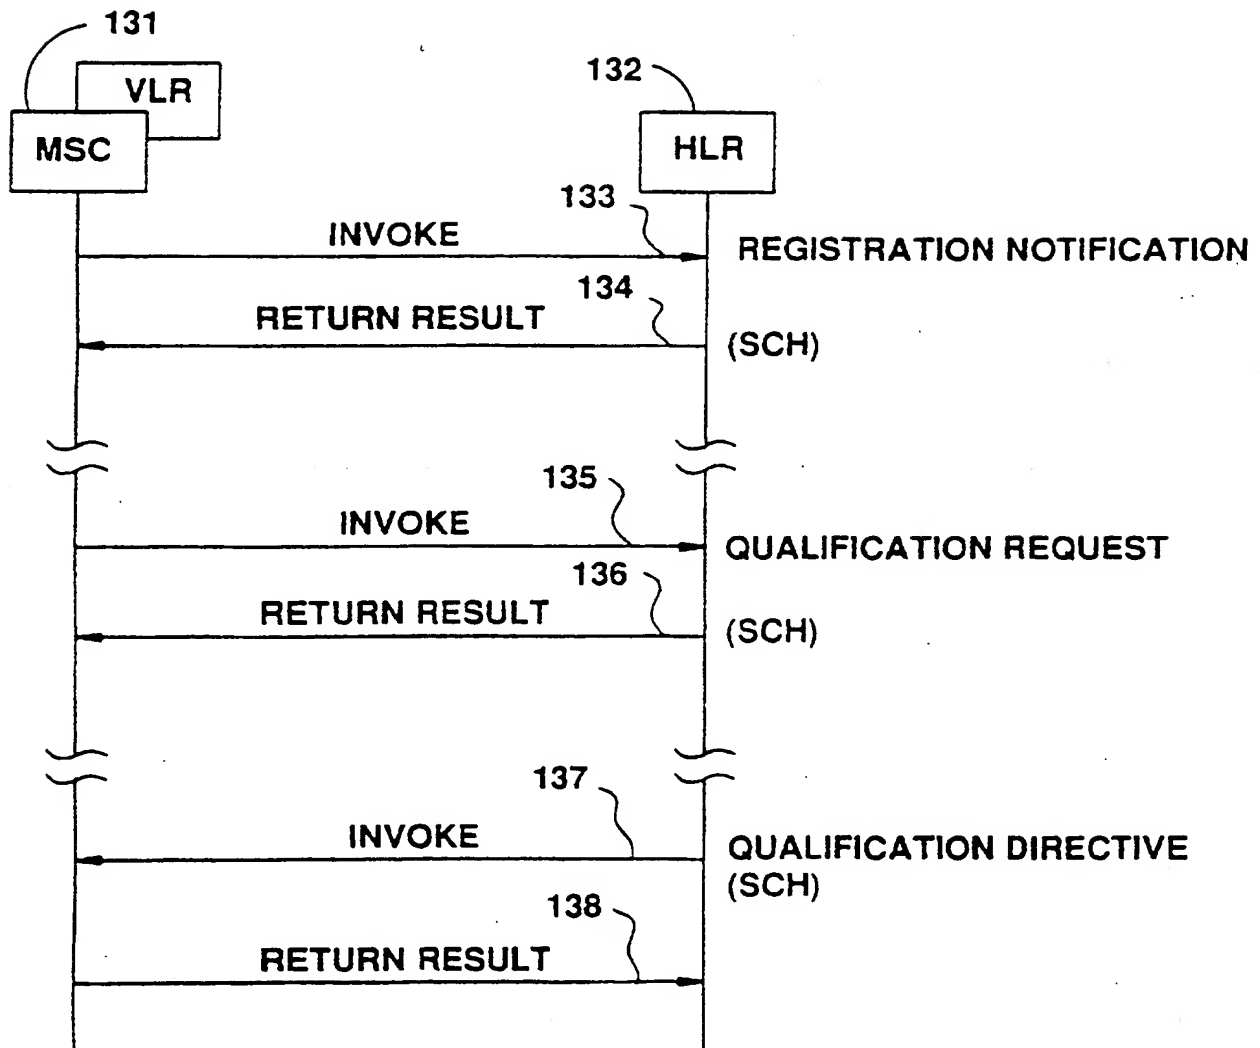 131
VLR
MSC
132
HLR
133
INVOKE
REGISTRATION NOTIFICATION
134
RETURN RESULT
(SCH)
135
INVOKE
QUALIFICATION REQUEST
136
RETURN RESULT
(SCH)
137
INVOKE
QUALIFICATION DIRECTIVE
(SCH)
138
RETURN RESULT